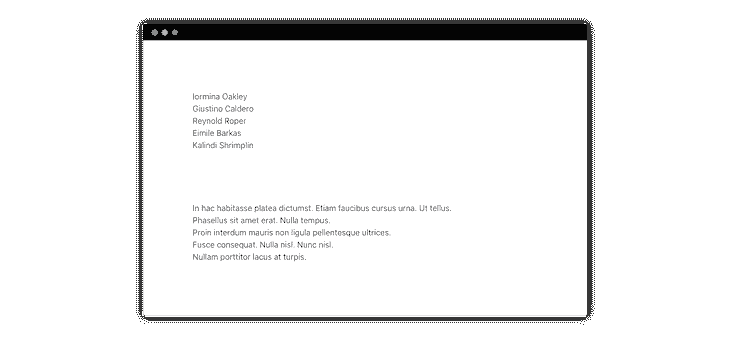 Iormina Oakley
Giustino Caldero
Reynold Roper
Eimile Barkas
Kalindi Shrimplin
In hac habitasse platea dictumst. Etiam faucibus cursus urna. Ut tellus.
Phasellus sit amet erat. Nulla tempus.
Proin interdum mauris non ligula pellentesque ultrices.
Fusce consequat. Nulla nisl. Nunc nisl.
Nullam porttitor lacus at turpis.